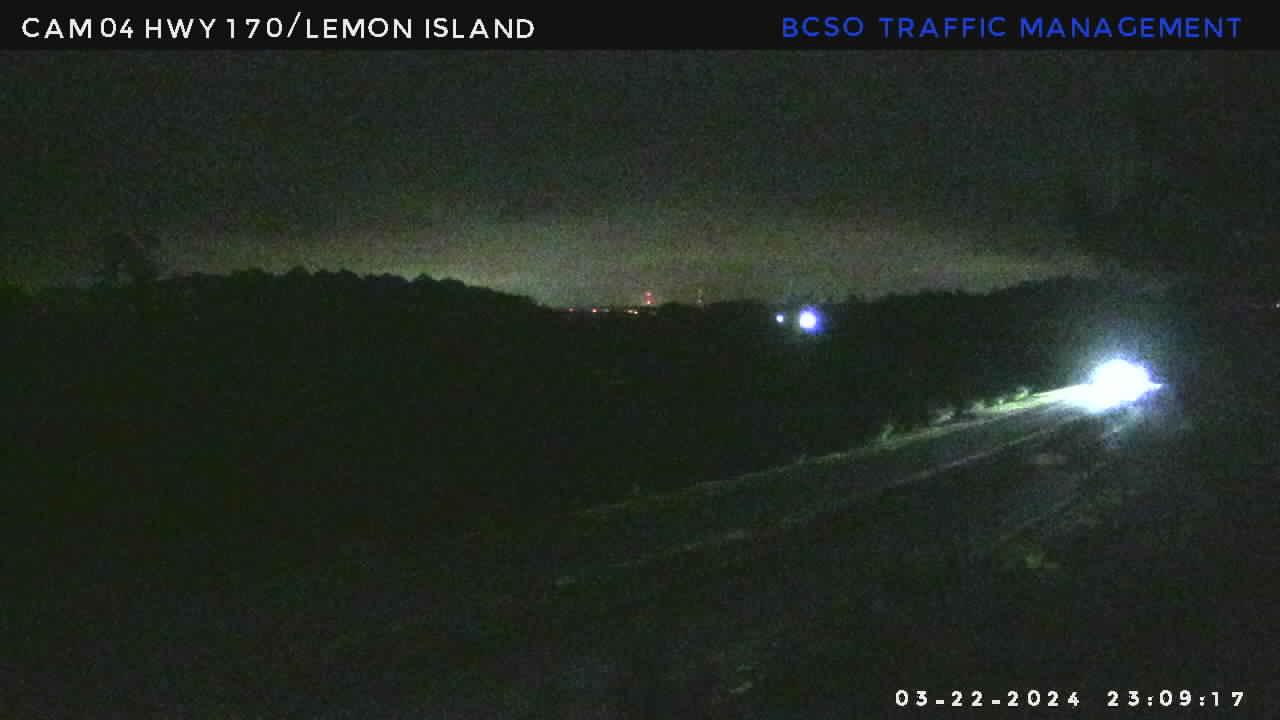 CAM04 HWY 170/LEMON ISLAND
BCSO TRAFFIC MANAGEMENT
03-22-2024 23:09:17